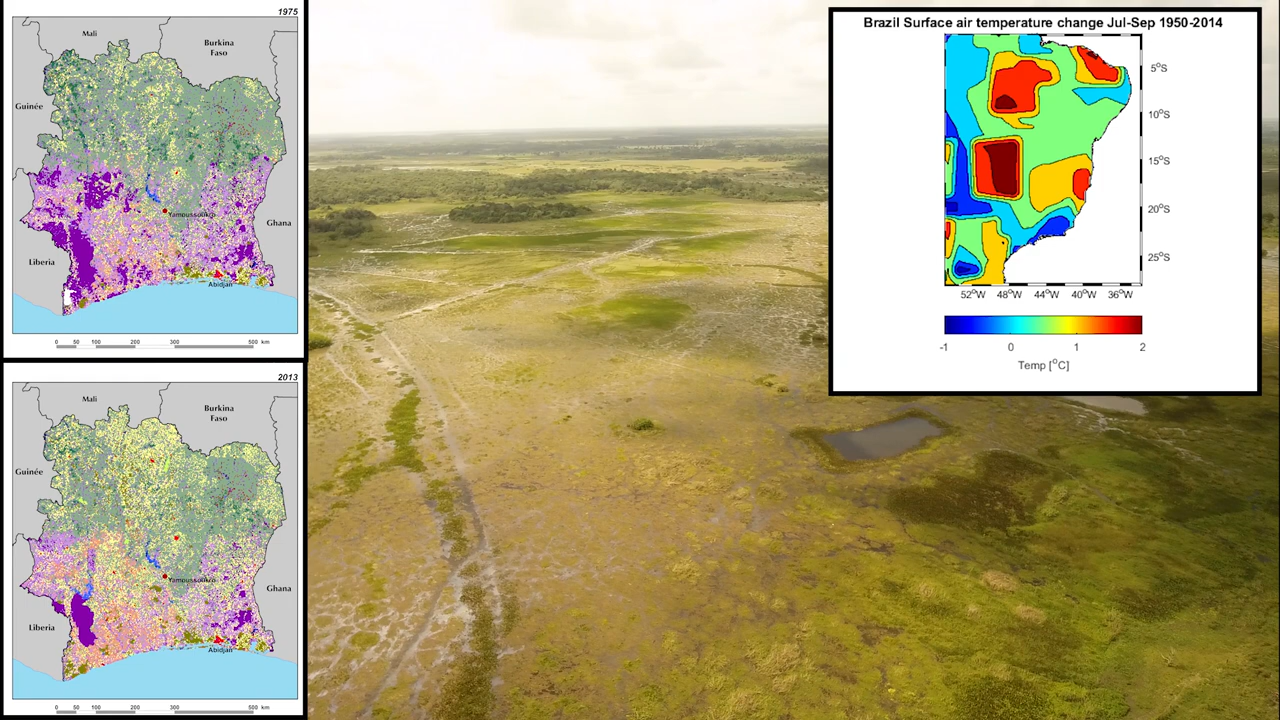 1975
Mali
Burkina
Faso
Guinée
Yamoussoukro
Ghana
Liberia
Abidjan
0 50 100 200 300 500 km
2013
Mali
Burkina
Faso
Guinée
Yamoussoukro
Ghana
Liberia
Abidjan
0 50 100 200 300 500 km
Brazil Surface air temperature change Jul-Sep 1950-2014
5°S
10°S
15°S
20°S
25°S
52°W 48°W 44°W 40°W 36°W
-1 0 1 2
Temp [°C]